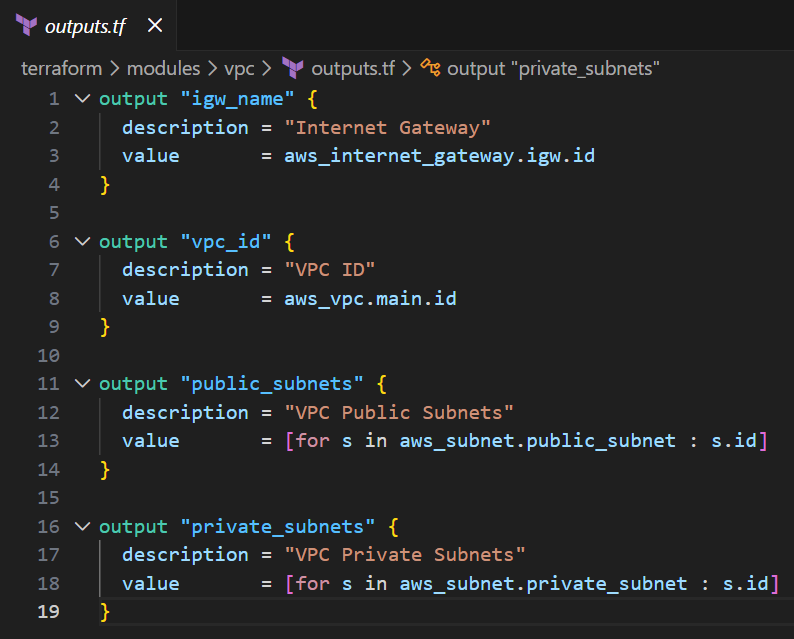 outputs.tf ×
terraform > modules > vpc > outputs.tf > output "private_subnets"
1 output "igw_name" {
2   description = "Internet Gateway"
3   value       = aws_internet_gateway.igw.id
4 }
5
6 output "vpc_id" {
7   description = "VPC ID"
8   value       = aws_vpc.main.id
9 }
10
11 output "public_subnets" {
12   description = "VPC Public Subnets"
13   value       = [for s in aws_subnet.public_subnet : s.id]
14 }
15
16 output "private_subnets" {
17   description = "VPC Private Subnets"
18   value       = [for s in aws_subnet.private_subnet : s.id]
19 }